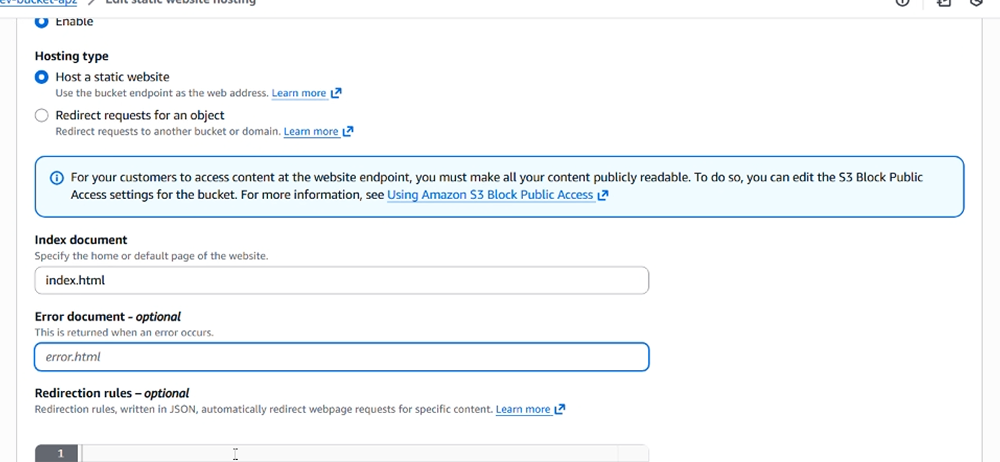 ev-bucket-apz > Edit static website hosting
Enable
Hosting type
Host a static website
Use the bucket endpoint as the web address. Learn more
Redirect requests for an object
Redirect requests to another bucket or domain. Learn more
For your customers to access content at the website endpoint, you must make all your content publicly readable. To do so, you can edit the S3 Block Public
Access settings for the bucket. For more information, see Using Amazon S3 Block Public Access
Index document
Specify the home or default page of the website.
index.html
Error document - optional
This is returned when an error occurs.
error.html
Redirection rules – optional
Redirection rules, written in JSON, automatically redirect webpage requests for specific content. Learn more
1